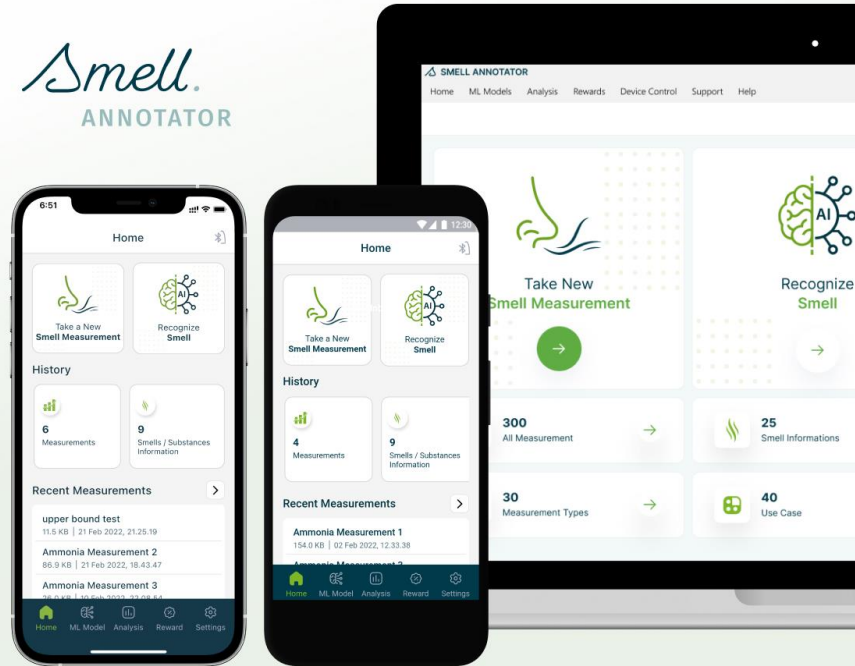 Smell.
ANNOTATOR
6:51
Home
Take a New
Smell Measurement
AI
Recognize
Smell
History
6
Measurements
9
Smells / Substances
Information
Recent Measurements
upper bound test
11.5 KB | 21 Feb 2022, 21.25.19
Ammonia Measurement 2
86.9 KB | 21 Feb 2022, 18.43.47
Ammonia Measurement 3
Home
ML Model
Analysis
Reward
Settings
12:30
Home
Take a New
Smell Measurement
AI
Recognize
Smell
History
4
Measurements
9
Smells / Substances
Information
Recent Measurements
Ammonia Measurement 1
154.0 KB | 02 Feb 2022, 12.33.38
Home
ML Model
Analysis
Reward
Settings
SMELL ANNOTATOR
Home ML Models Analysis Rewards Device Control Support Help
Take New
Smell Measurement
AI
Recognize
Smell
300
All Measurement
25
Smell Informations
30
Measurement Types
40
Use Case